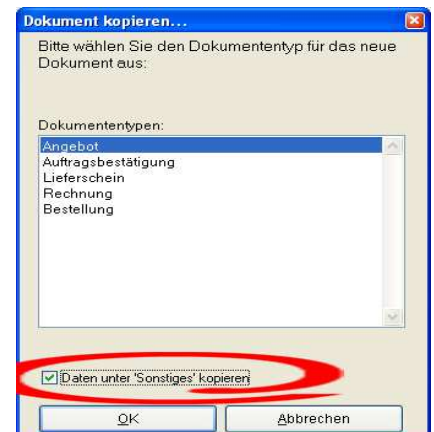 Dokument kopieren...
Bitte wählen Sie den Dokumententyp für das neue
Dokument aus:
Dokumententypen:
Angebot
Auftragsbestätigung
Lieferschein
Rechnung
Bestellung
Daten unter 'Sonstiges' kopieren
OK
Abbrechen